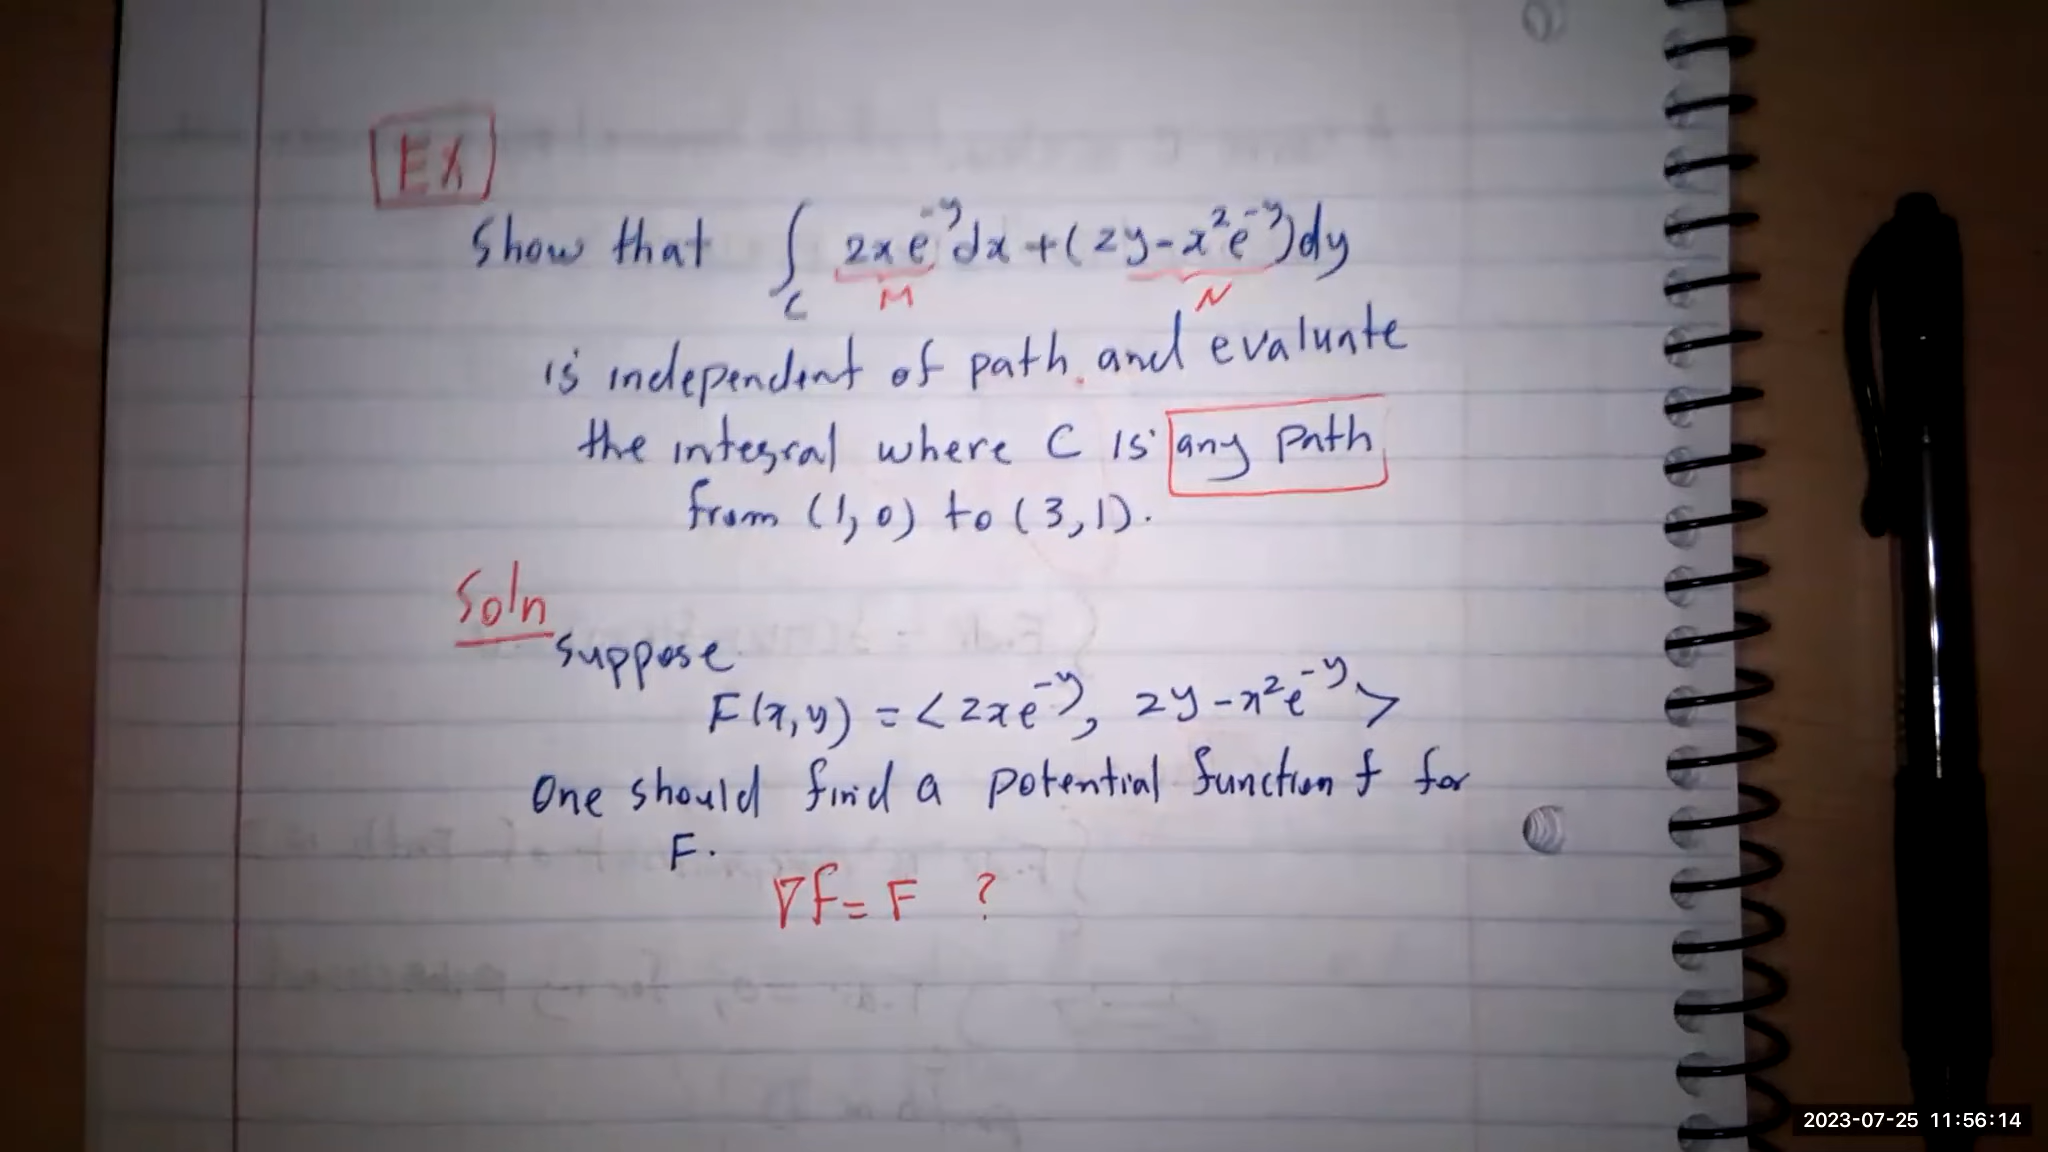 EX
Show that ∫_C 2xe^{-y}dx+(2y-x^2e^{-y})dy
M N
is independent of path. and evaluate
the integral where C is any path
from (1,0) to (3,1).
Soln
suppose
F(x,y) = <2xe^{-y}, 2y-x^2e^{-y}>
One should find a potential function f for
F.
∇f=F ?
2023-07-25 11:56:14